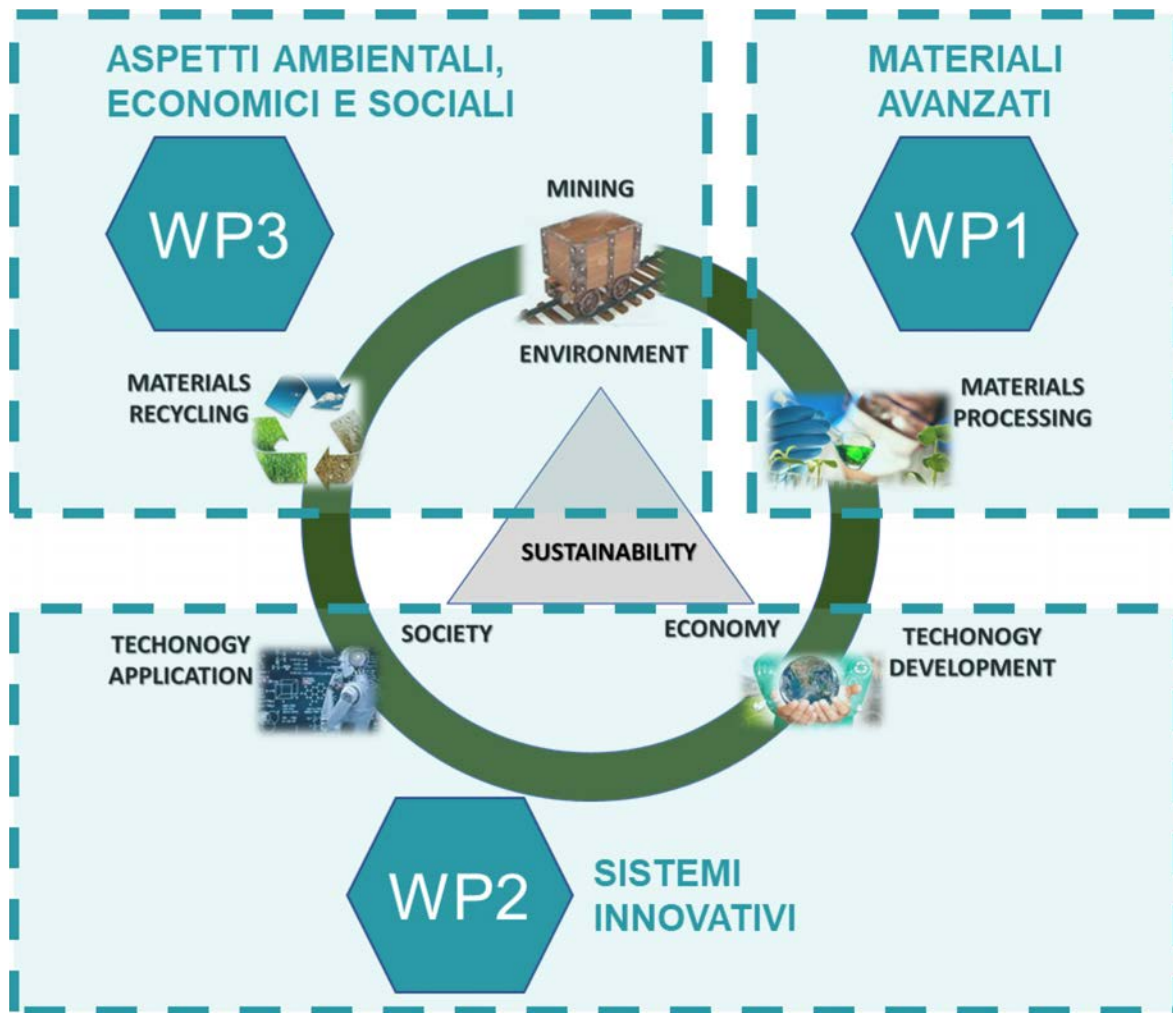 ASPETTI AMBIENTALI,
ECONOMICI E SOCIALI
WP3
MATERIALI
AVANZATI
WP1
MINING
ENVIRONMENT
MATERIALS
RECYCLING
MATERIALS
PROCESSING
SUSTAINABILITY
SOCIETY
ECONOMY
TECHONOGY
APPLICATION
TECHONOGY
DEVELOPMENT
WP2
SISTEMI
INNOVATIVI